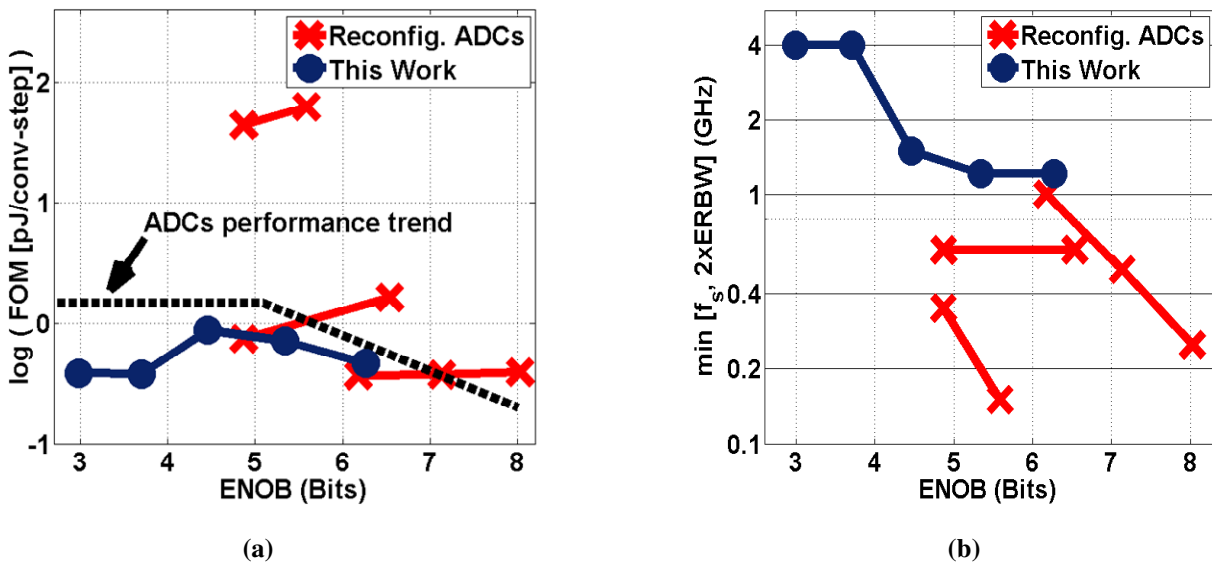 Reconfig. ADCs
This Work
2
1
0
-1
log ( FOM [pJ/conv-step] )
ADCs performance trend
3 4 5 6 7 8
ENOB (Bits)
(a)
Reconfig. ADCs
This Work
4
2
1
0.4
0.2
0.1
min [fs, 2xERBW] (GHz)
3 4 5 6 7 8
ENOB (Bits)
(b)